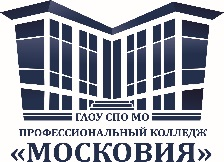 ГАОУ СПО МО
ПРОФЕССИОНАЛЬНЫЙ КОЛЛЕДЖ
«МОСКОВИЯ»